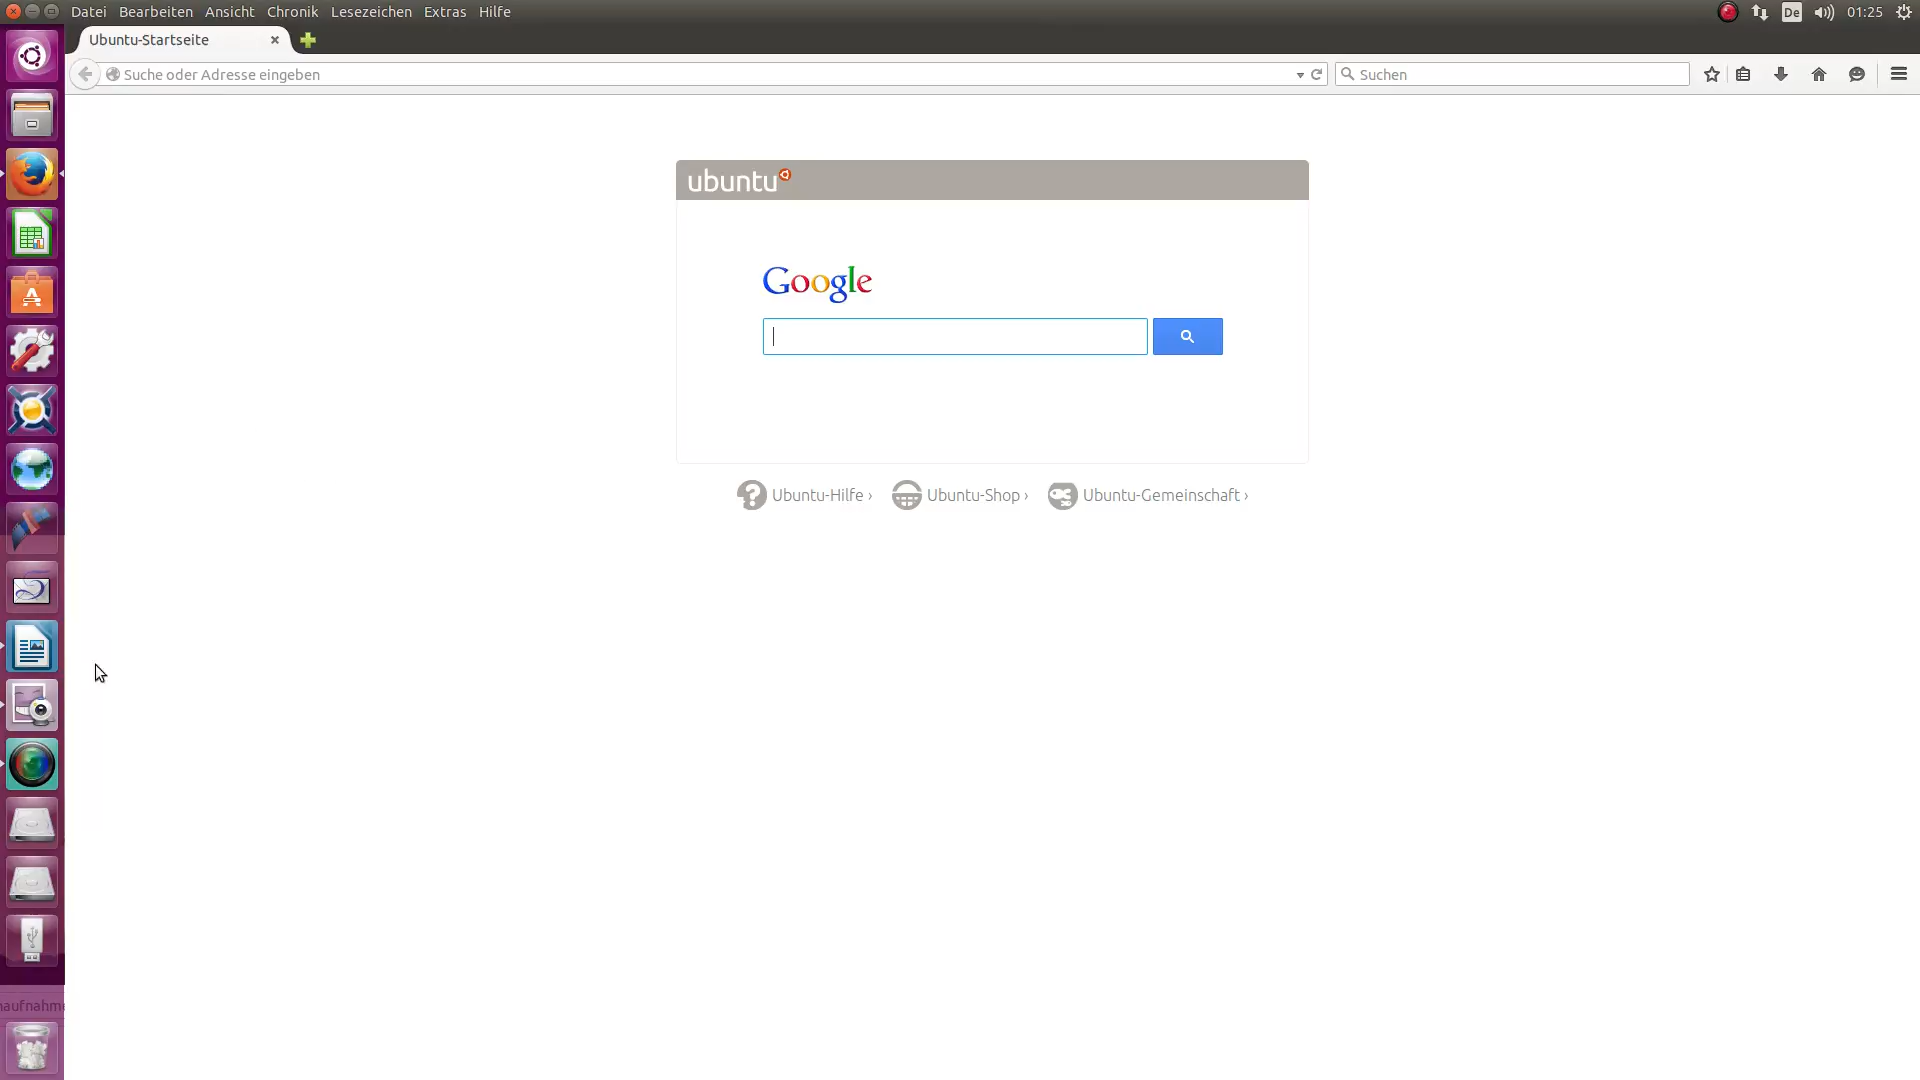 Datei Bearbeiten Ansicht Chronik Lesezeichen Extras Hilfe
De 01:25
Ubuntu-Startseite
Suche oder Adresse eingeben
Suchen
ubuntu
Google
Ubuntu-Hilfe ›
Ubuntu-Shop ›
Ubuntu-Gemeinschaft ›
naufnahme